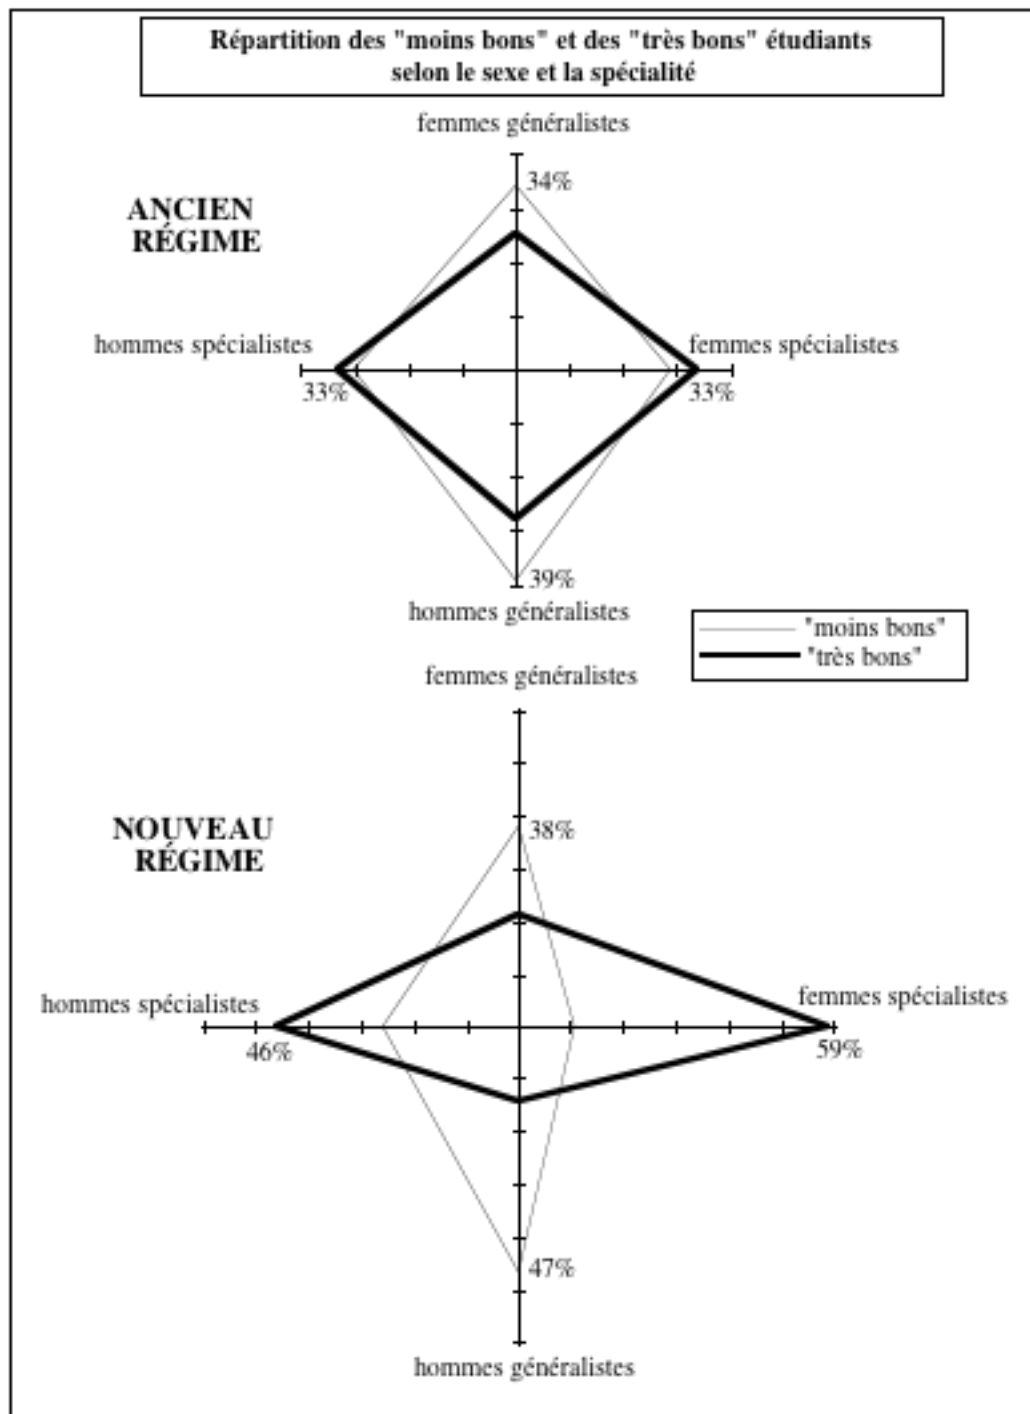 Répartition des "moins bons" et des "très bons" étudiants
selon le sexe et la spécialité
femmes généralistes
34%
ANCIEN
RÉGIME
hommes spécialistes
femmes spécialistes
33%
33%
39%
hommes généralistes
"moins bons"
"très bons"
femmes généralistes
NOUVEAU
RÉGIME
38%
hommes spécialistes
femmes spécialistes
46%
59%
47%
hommes généralistes